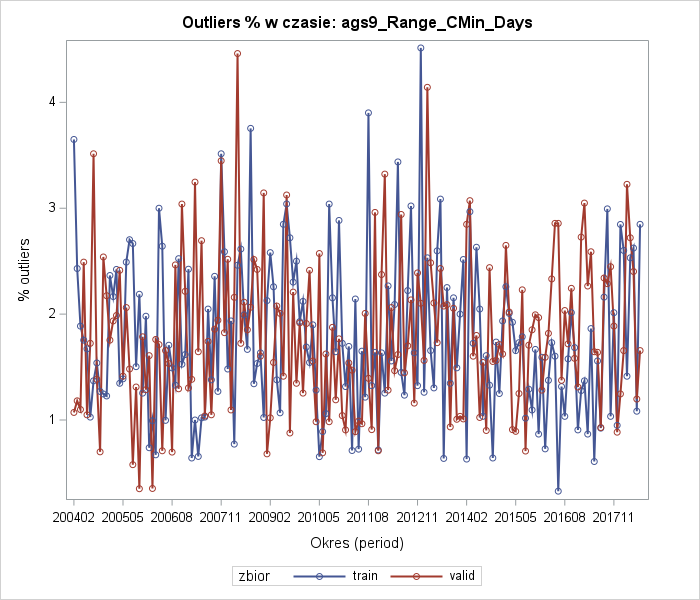 Outliers % w czasie: ags9_Range_CMin_Days
% outliers
4
3
2
1
200402 200505 200608 200711 200902 201005 201108 201211 201402 201505 201608 201711
Okres (period)
zbior train valid